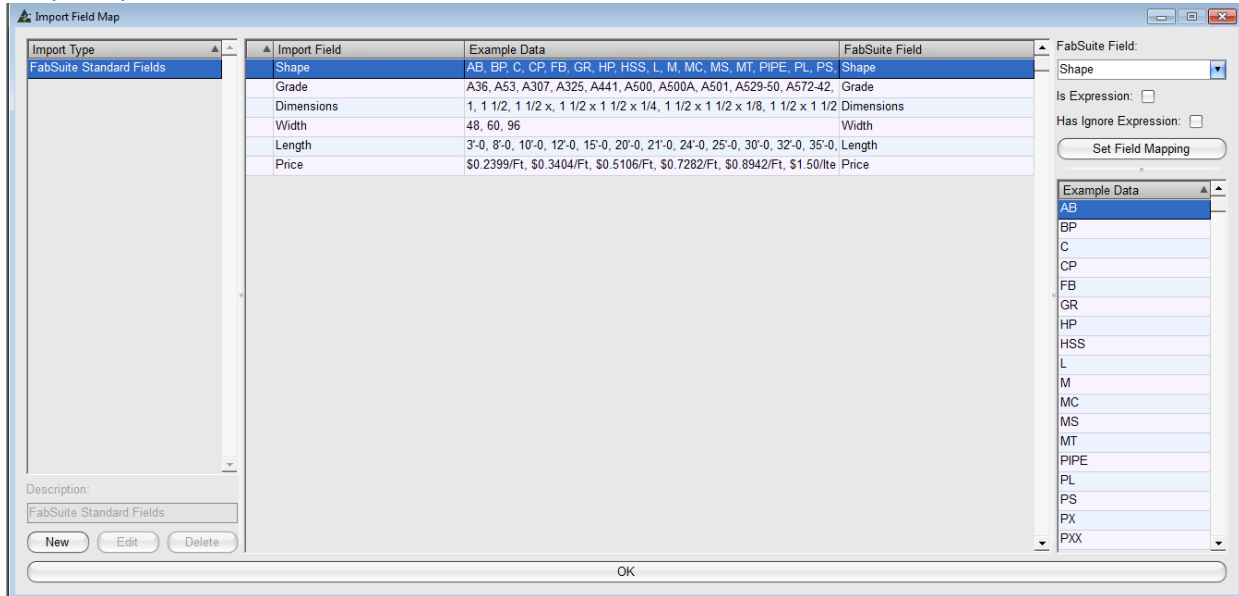 Import Field Map
Import Type
FabSuite Standard Fields
Description:
FabSuite Standard Fields
New Edit Delete
Import Field Example Data FabSuite Field
Shape AB, BP, C, CP, FB, GR, HP, HSS, L, M, MC, MS, MT, PIPE, PL, PS, Shape
Grade A36, A53, A307, A325, A441, A500, A500A, A501, A529-50, A572-42, Grade
Dimensions 1, 1 1/2, 1 1/2 x, 1 1/2 x 1 1/2 x 1/4, 1 1/2 x 1 1/2 x 1/8, 1 1/2 x 1 1/2 Dimensions
Width 48, 60, 96 Width
Length 3'-0, 8'-0, 10'-0, 12'-0, 15'-0, 20'-0, 21'-0, 24'-0, 25'-0, 30'-0, 32'-0, 35'-0, Length
Price $0.2399/Ft, $0.3404/Ft, $0.5106/Ft, $0.7282/Ft, $0.8942/Ft, $1.50/Ite Price
FabSuite Field:
Shape
Is Expression:
Has Ignore Expression:
Set Field Mapping
Example Data
AB
BP
C
CP
FB
GR
HP
HSS
L
M
MC
MS
MT
PIPE
PL
PS
PX
PXX
OK